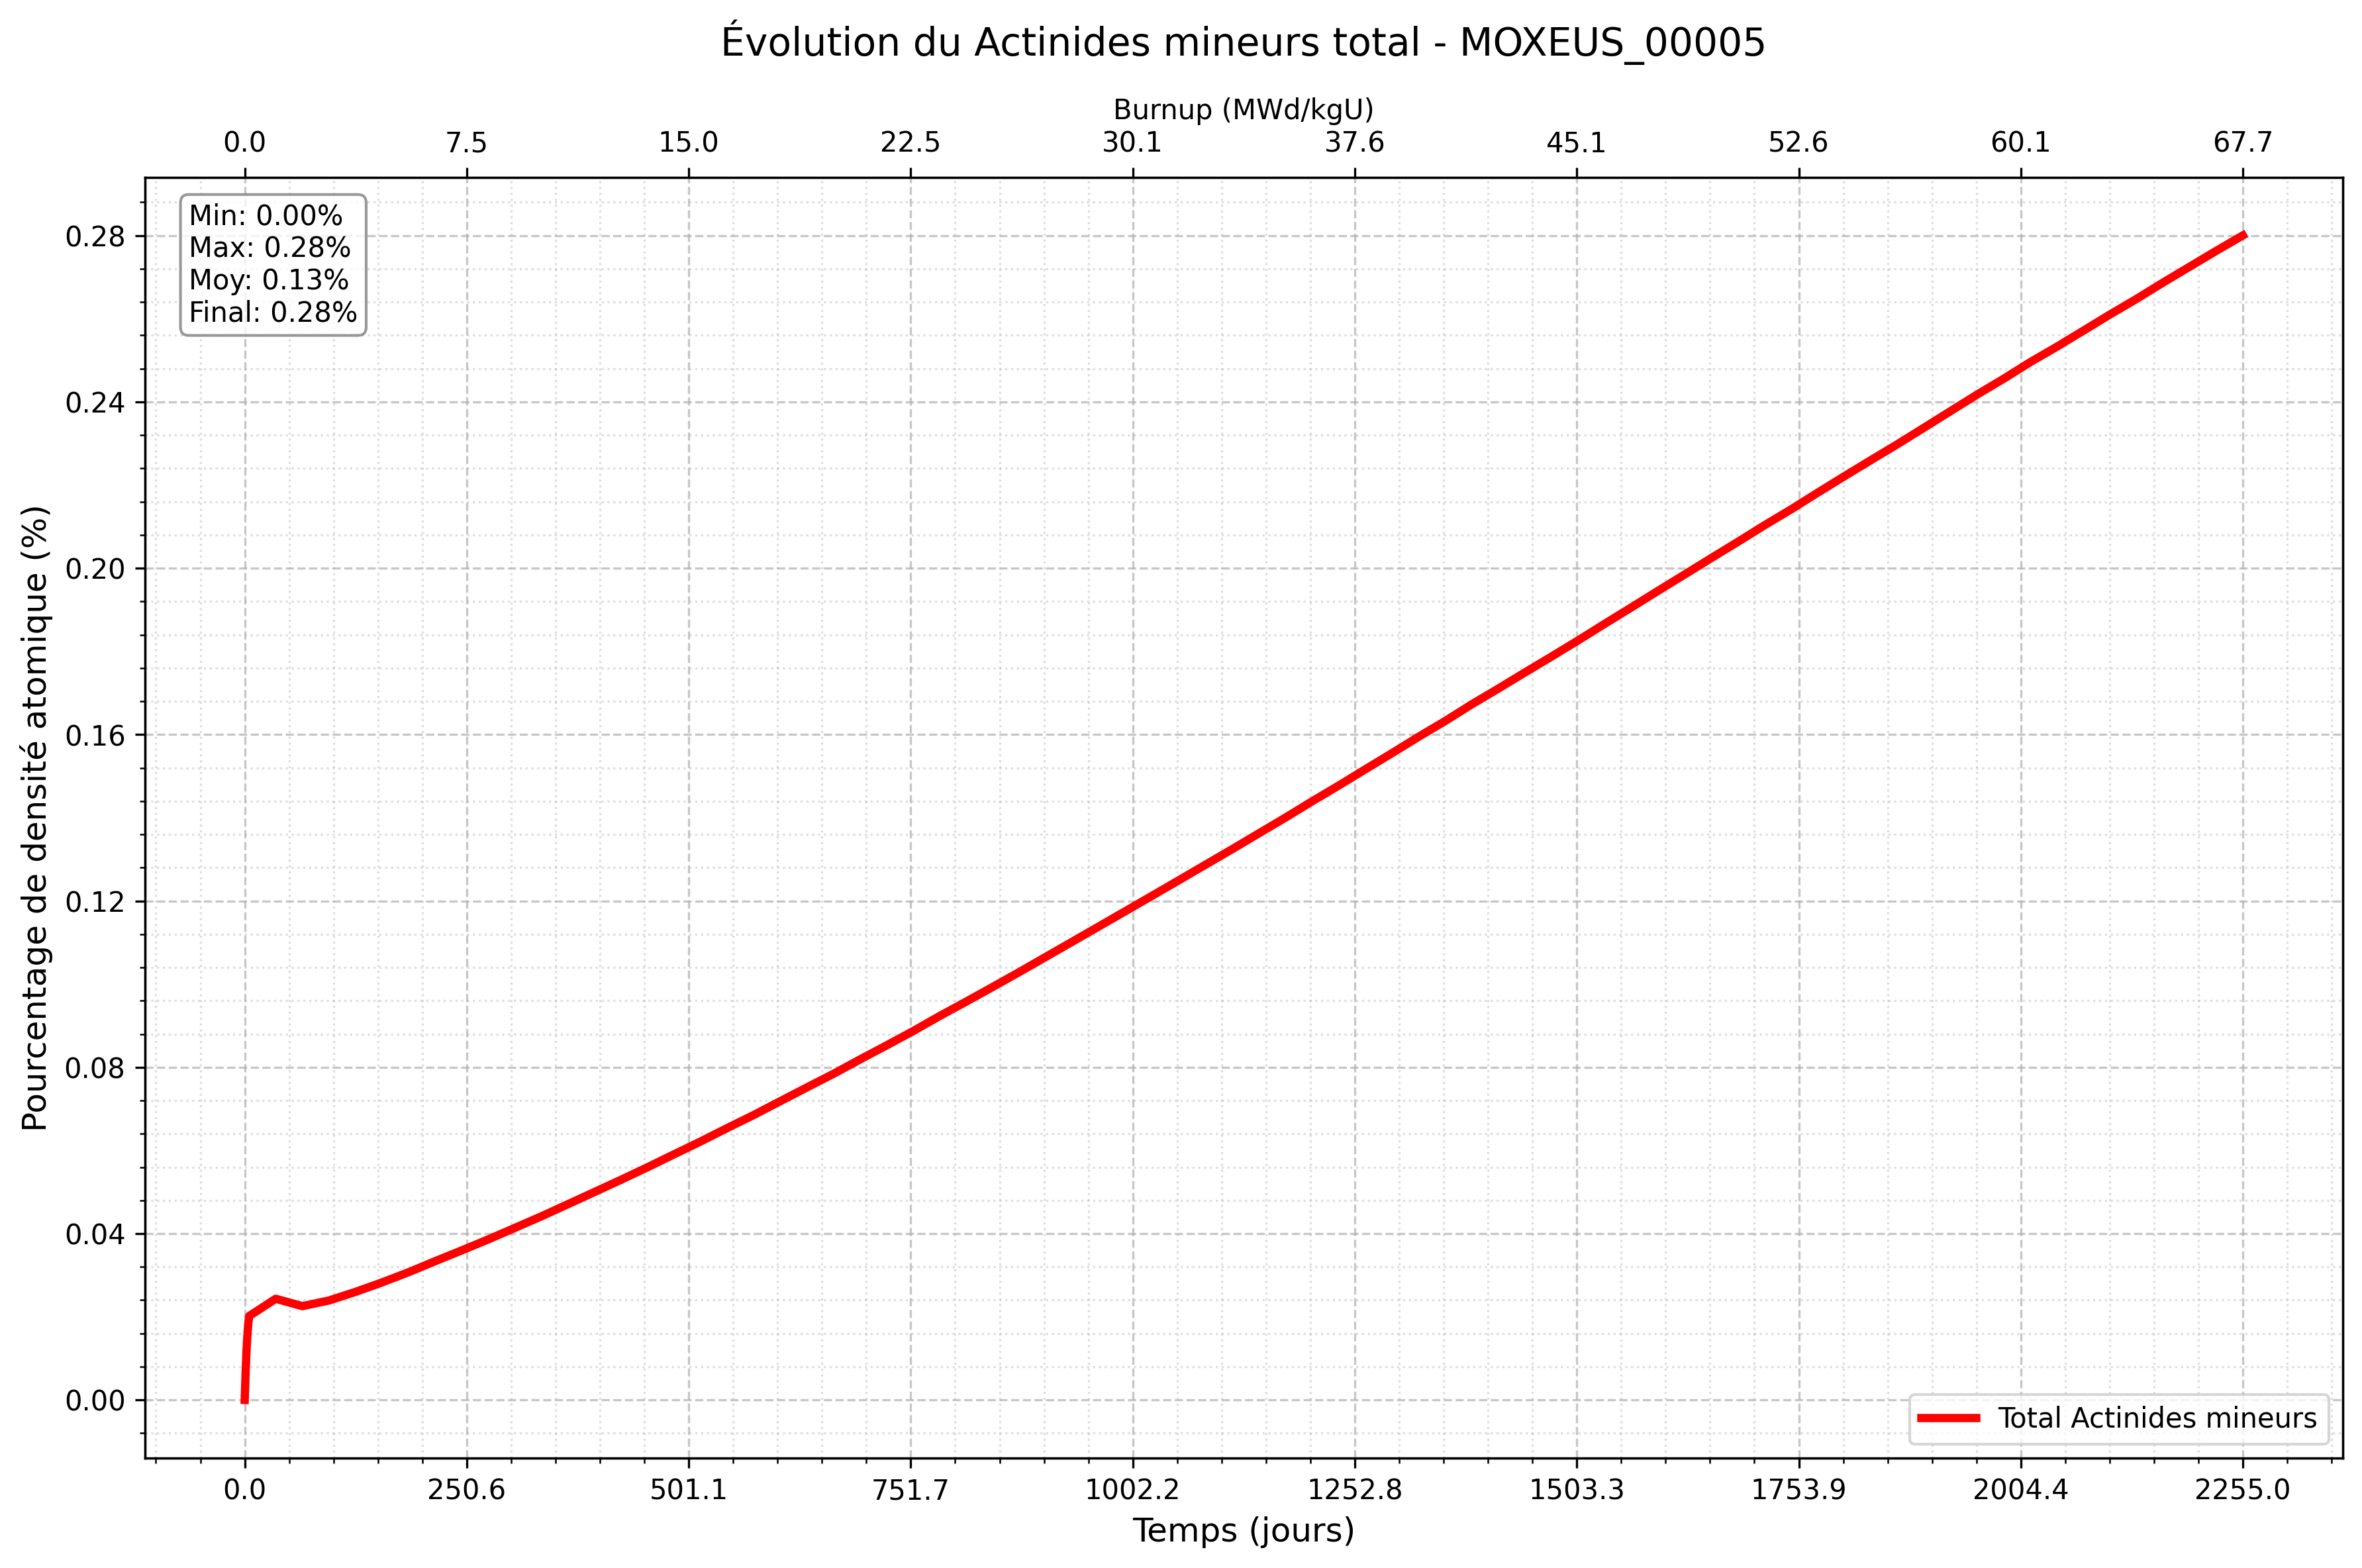 Évolution du Actinides mineurs total - MOXEUS_00005
Burnup (MWd/kgU)
0.0 7.5 15.0 22.5 30.1 37.6 45.1 52.6 60.1 67.7
Min: 0.00%
Max: 0.28%
Moy: 0.13%
Final: 0.28%
Pourcentage de densité atomique (%)
0.28
0.24
0.20
0.16
0.12
0.08
0.04
0.00
Total Actinides mineurs
0.0 250.6 501.1 751.7 1002.2 1252.8 1503.3 1753.9 2004.4 2255.0
Temps (jours)